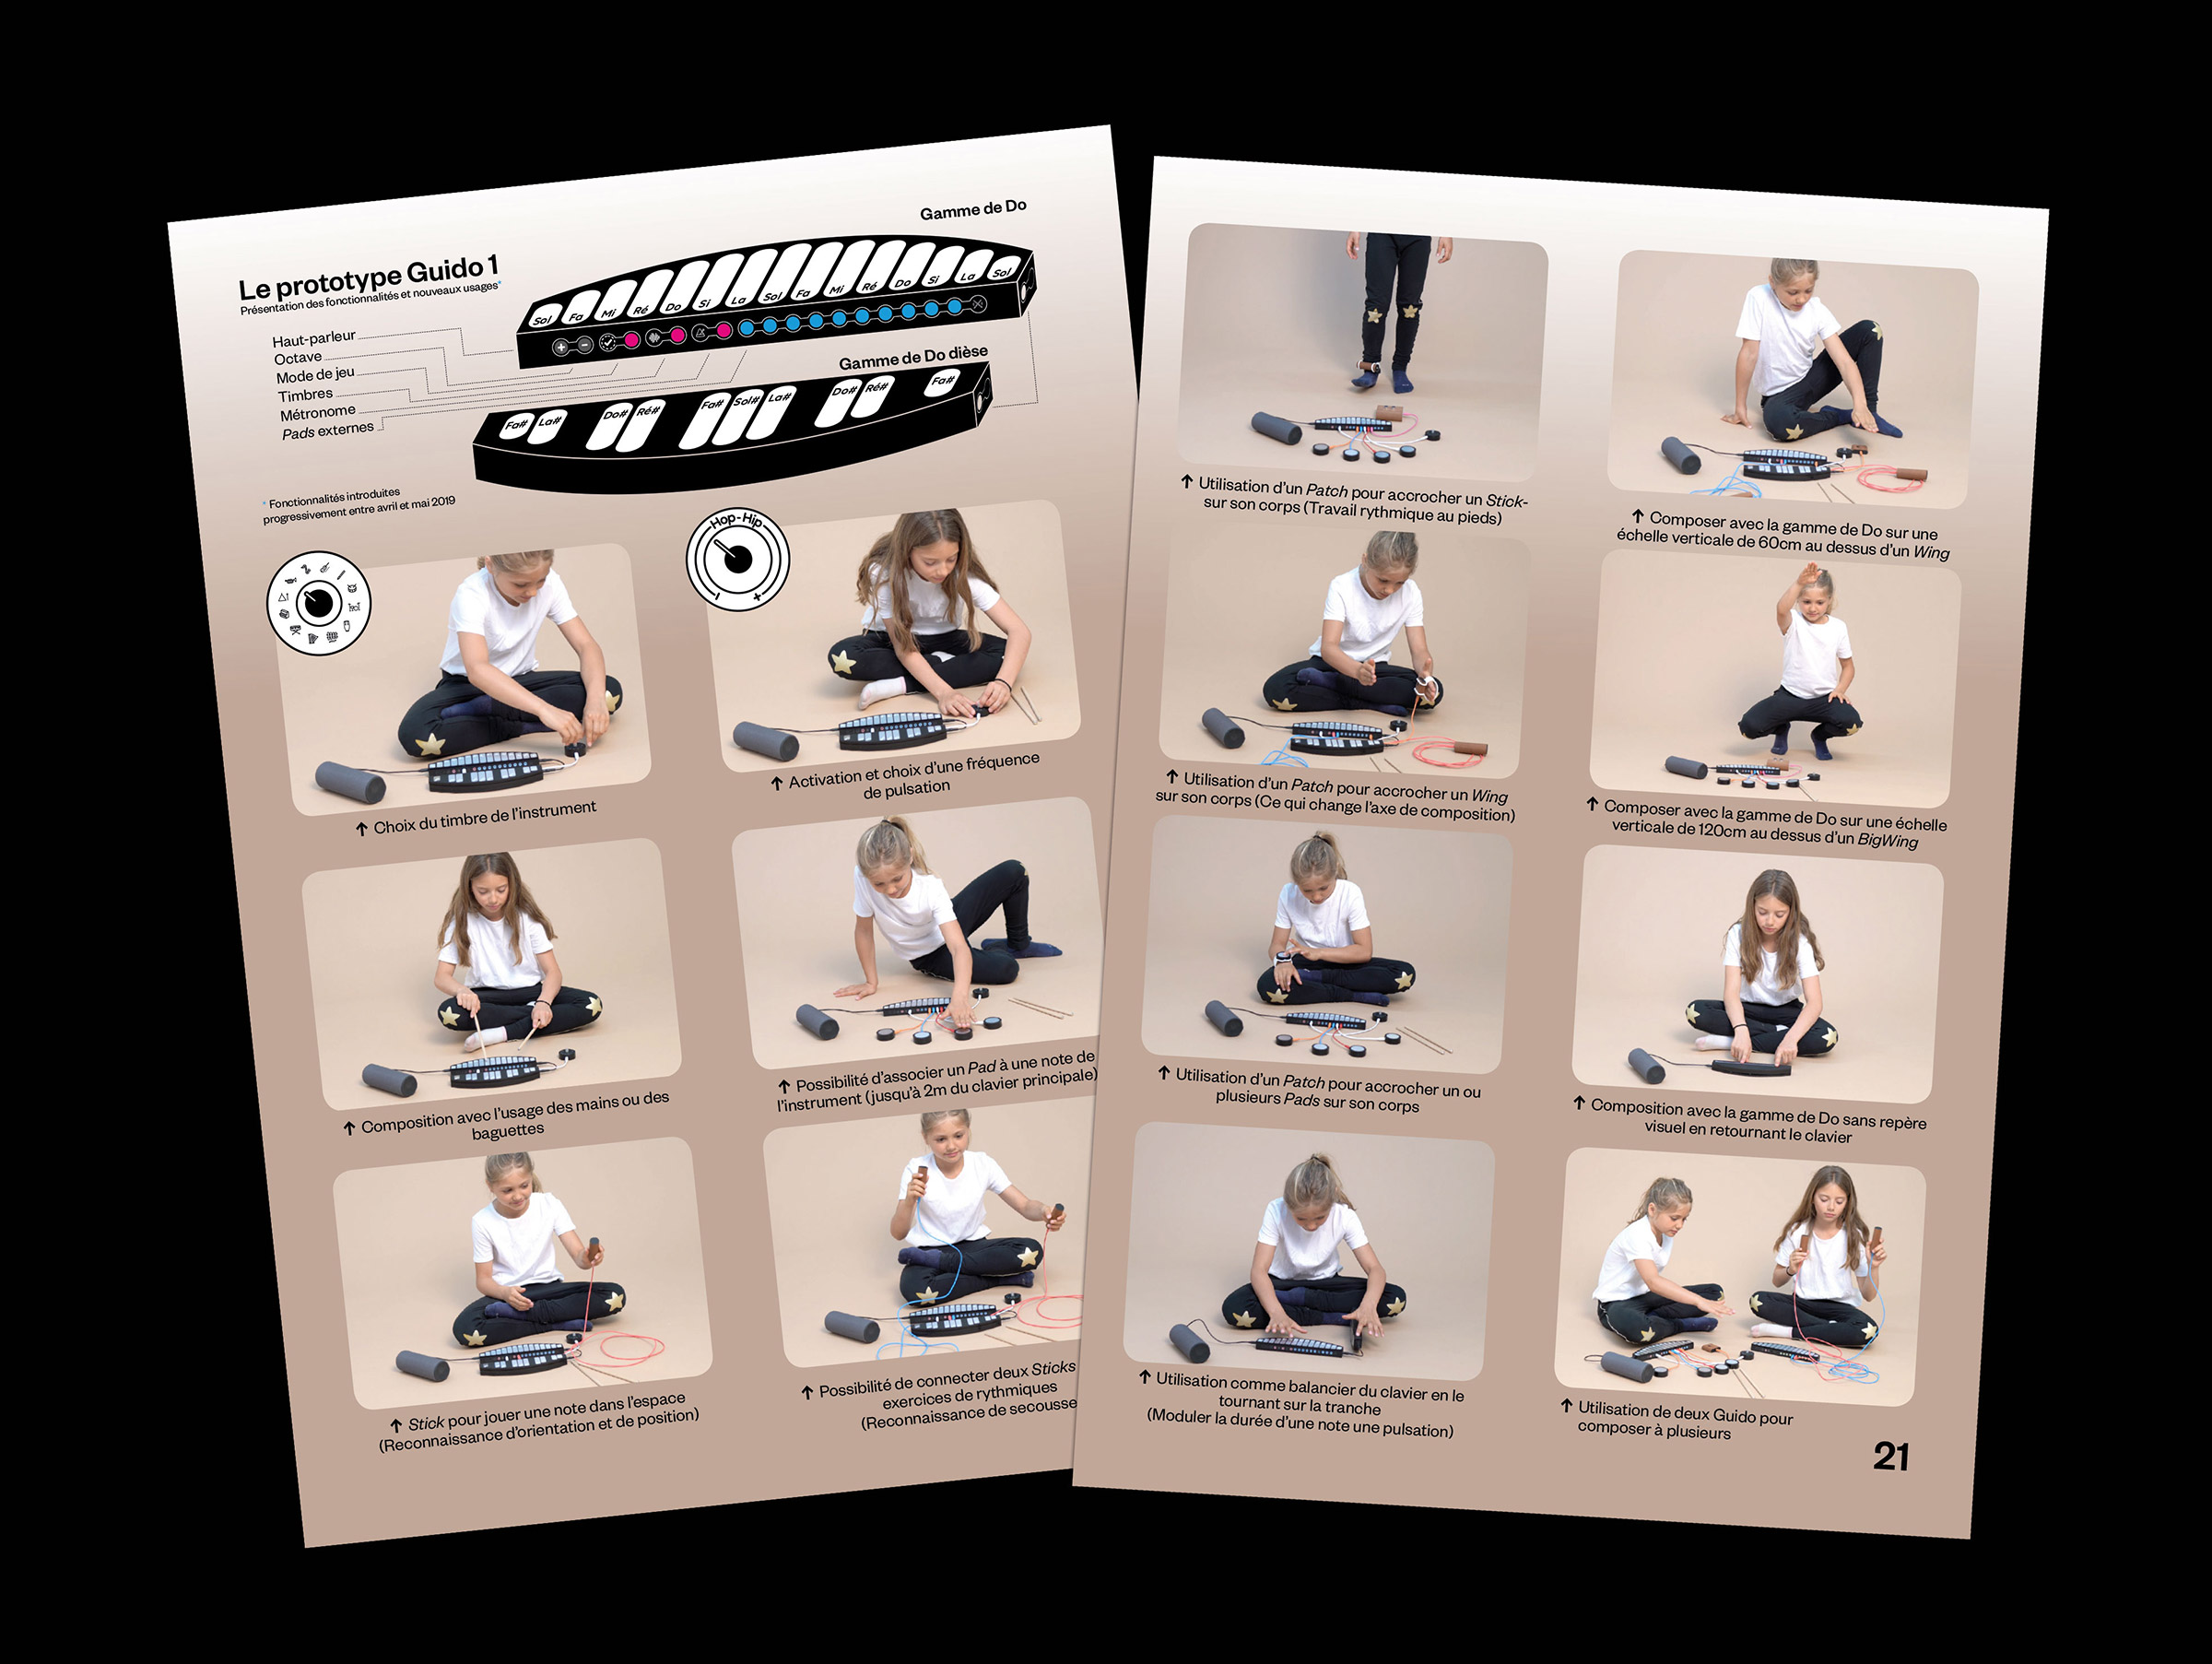 Gamme de Do
Le prototype Guido 1
Présentation des fonctionnalités et nouveaux usages*
Haut-parleur
Octave
Mode de jeu
Timbres
Métronome
Pads externes
Sol Fa Mi Ré Do Si La Sol Fa Mi Ré Do Si La Sol
+ −
Gamme de Do dièse
Fa# La# Do# Ré# Fa# Sol# La# Do# Ré# Fa#
* Fonctionnalités introduites
progressivement entre avril et mai 2019
Hop-Hip
− +
↑ Choix du timbre de l'instrument
↑ Activation et choix d'une fréquence
de pulsation
↑ Composition avec l'usage des mains ou des
baguettes
↑ Possibilité d'associer un Pad à une note de
l'instrument (jusqu'à 2m du clavier principale)
↑ Stick pour jouer une note dans l'espace
(Reconnaissance d'orientation et de position)
↑ Possibilité de connecter deux Sticks
exercices de rythmiques
(Reconnaissance de secousse
↑ Utilisation d'un Patch pour accrocher un Stick-
sur son corps (Travail rythmique au pieds)
↑ Composer avec la gamme de Do sur une
échelle verticale de 60cm au dessus d'un Wing
↑ Utilisation d'un Patch pour accrocher un Wing
sur son corps (Ce qui change l'axe de composition)
↑ Composer avec la gamme de Do sur une échelle
verticale de 120cm au dessus d'un BigWing
↑ Utilisation d'un Patch pour accrocher un ou
plusieurs Pads sur son corps
↑ Composition avec la gamme de Do sans repère
visuel en retournant le clavier
↑ Utilisation comme balancier du clavier en le
tournant sur la tranche
(Moduler la durée d'une note une pulsation)
↑ Utilisation de deux Guido pour
composer à plusieurs
21